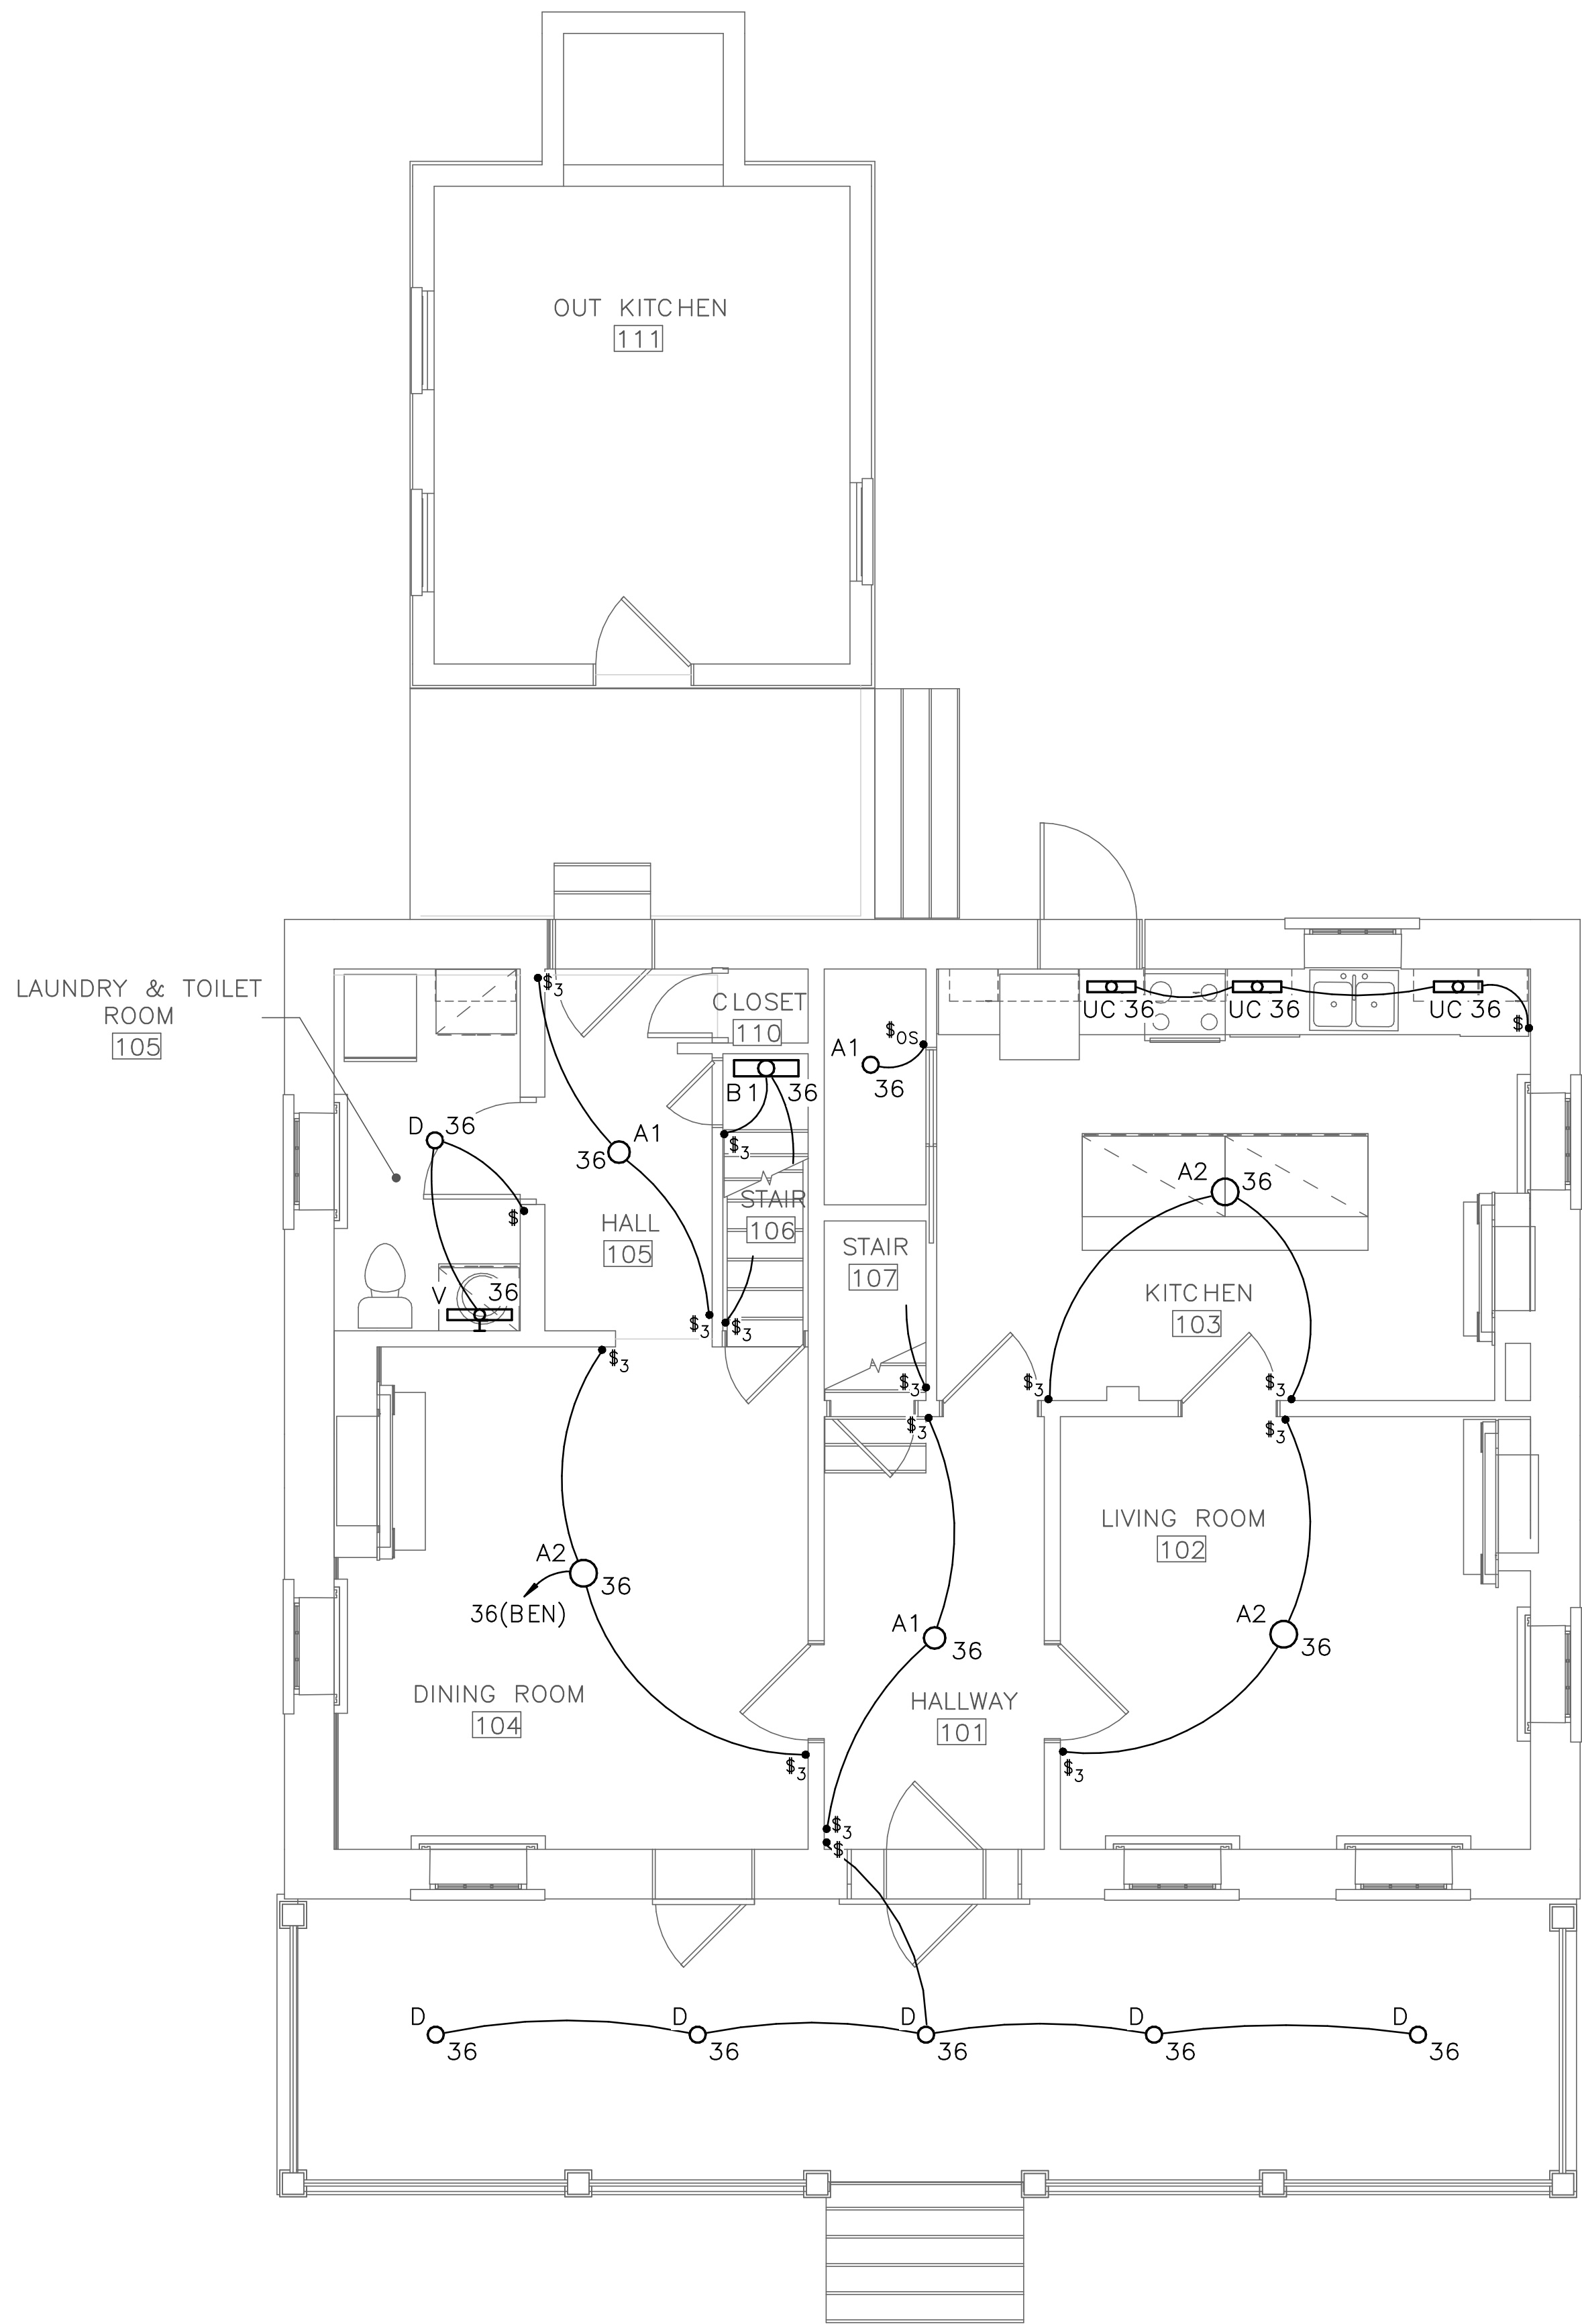 OUT KITCHEN
111
LAUNDRY & TOILET
ROOM
105
$3
CLOSET
110
UC 36
UC 36
UC 36
$
$OS
A1
36
B1 36
$3
D 36
A1
36
$
A2
36
STAIR
106
HALL
105
STAIR
107
KITCHEN
103
V 36
$3
$3
$3
$3
$3
$3
$3
$3
LIVING ROOM
102
A2
36
36(BEN)
A1
36
A2
36
DINING ROOM
104
HALLWAY
101
$3
$3
$3
$
D
36
D
36
D
36
D
36
D
36